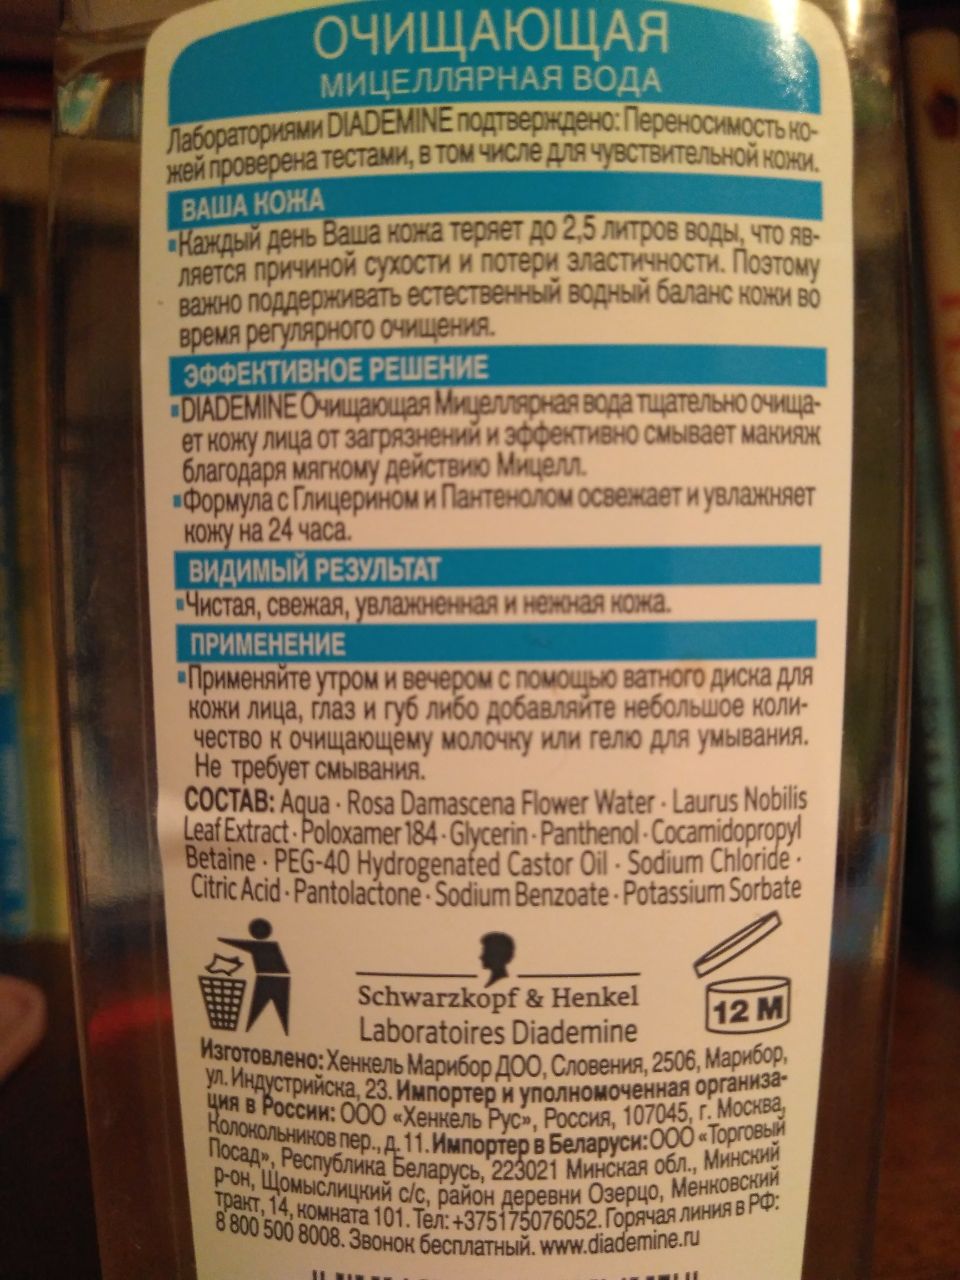 ОЧИЩАЮЩАЯ
МИЦЕЛЛЯРНАЯ ВОДА
Лабораториями DIADEMINE подтверждено: Переносимость ко-
жей проверена тестами, в том числе для чувствительной кожи.
ВАША КОЖА
▪Каждый день Ваша кожа теряет до 2,5 литров воды, что яв-
ляется причиной сухости и потери эластичности. Поэтому
важно поддерживать естественный водный баланс кожи во
время регулярного очищения.
ЭФФЕКТИВНОЕ РЕШЕНИЕ
▪DIADEMINE Очищающая Мицеллярная вода тщательно очища-
ет кожу лица от загрязнений и эффективно смывает макияж
благодаря мягкому действию Мицелл.
▪Формула с Глицерином и Пантенолом освежает и увлажняет
кожу на 24 часа.
ВИДИМЫЙ РЕЗУЛЬТАТ
▪Чистая, свежая, увлажненная и нежная кожа.
ПРИМЕНЕНИЕ
▪Применяйте утром и вечером с помощью ватного диска для
кожи лица, глаз и губ либо добавляйте небольшое коли-
чество к очищающему молочку или гелю для умывания.
Не требует смывания.
СОСТАВ: Aqua · Rosa Damascena Flower Water · Laurus Nobilis
Leaf Extract · Poloxamer 184 · Glycerin · Panthenol · Cocamidopropyl
Betaine · PEG-40 Hydrogenated Castor Oil · Sodium Chloride ·
Citric Acid · Pantolactone · Sodium Benzoate · Potassium Sorbate
12 M
Schwarzkopf & Henkel
Laboratoires Diademine
Изготовлено: Хенкель Марибор ДОО, Словения, 2506, Марибор,
ул. Индустрийска, 23. Импортер и уполномоченная организа-
ция в России: ООО «Хенкель Рус», Россия, 107045, г. Москва,
Колокольников пер., д. 11. Импортер в Беларуси: ООО «Торговый
Посад», Республика Беларусь, 223021 Минская обл., Минский
р-он, Щомыслицкий с/с, район деревни Озерцо, Менковский
тракт, 14, комната 101. Тел: +375175076052. Горячая линия в РФ:
8 800 500 8008. Звонок бесплатный. www.diademine.ru